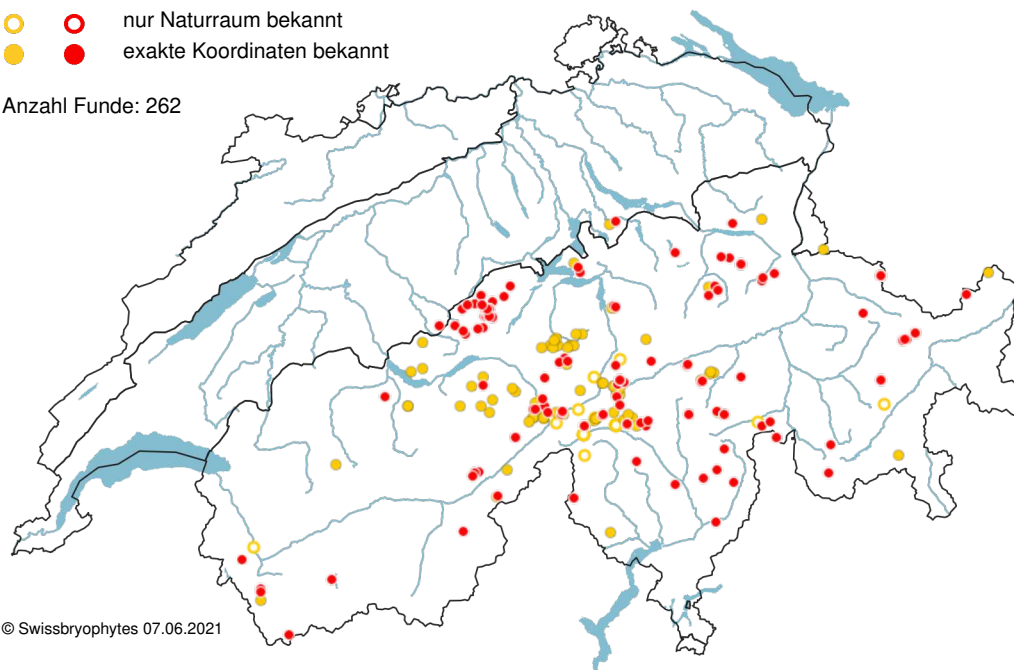 nur Naturraum bekannt
exakte Koordinaten bekannt
Anzahl Funde: 262
© Swissbryophytes 07.06.2021